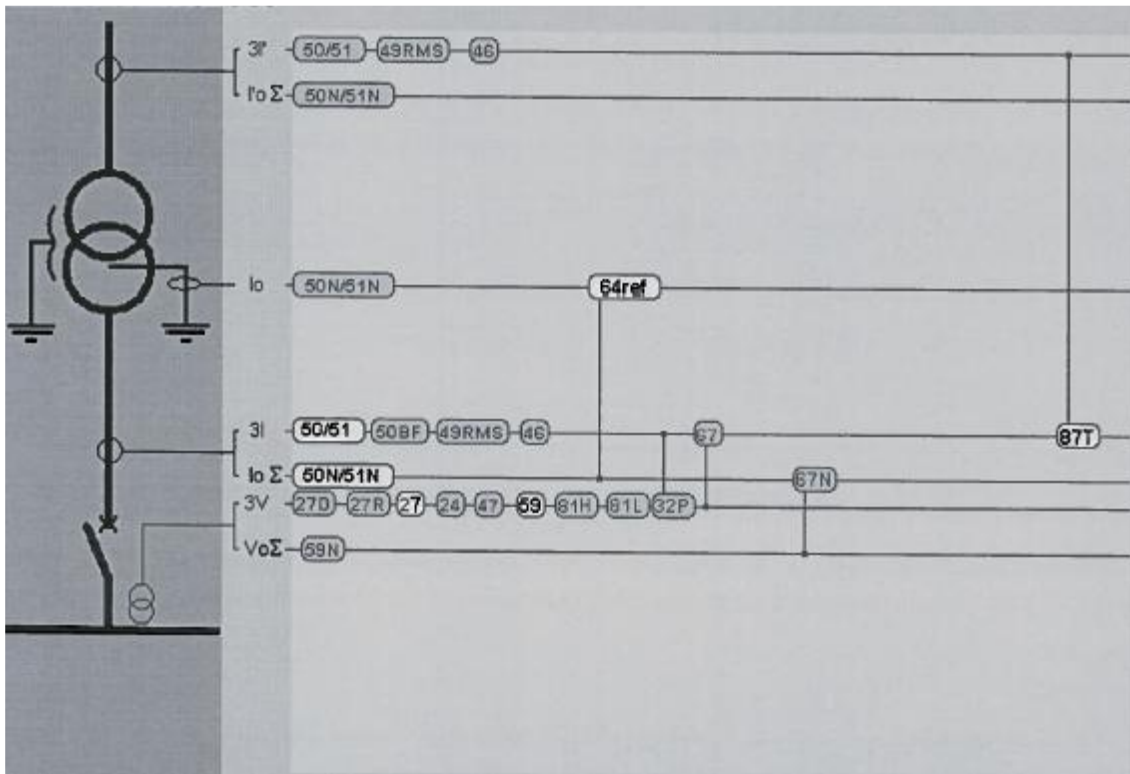 3I' 50/51 49RMS 46
I'o Σ 50N/51N
Io 50N/51N 64ref
3I 50/51 50BF 49RMS 46 67 87T
Io Σ 50N/51N 67N
3V 27D 27R 27 24 47 59 81H 81L 32P
VoΣ 59N